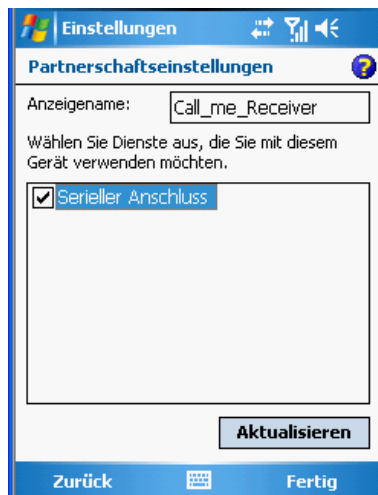 Einstellungen
Partnerschaftseinstellungen
Anzeigename: Call_me_Receiver
Wählen Sie Dienste aus, die Sie mit diesem
Gerät verwenden möchten.
Serieller Anschluss
Aktualisieren
Zurück Fertig